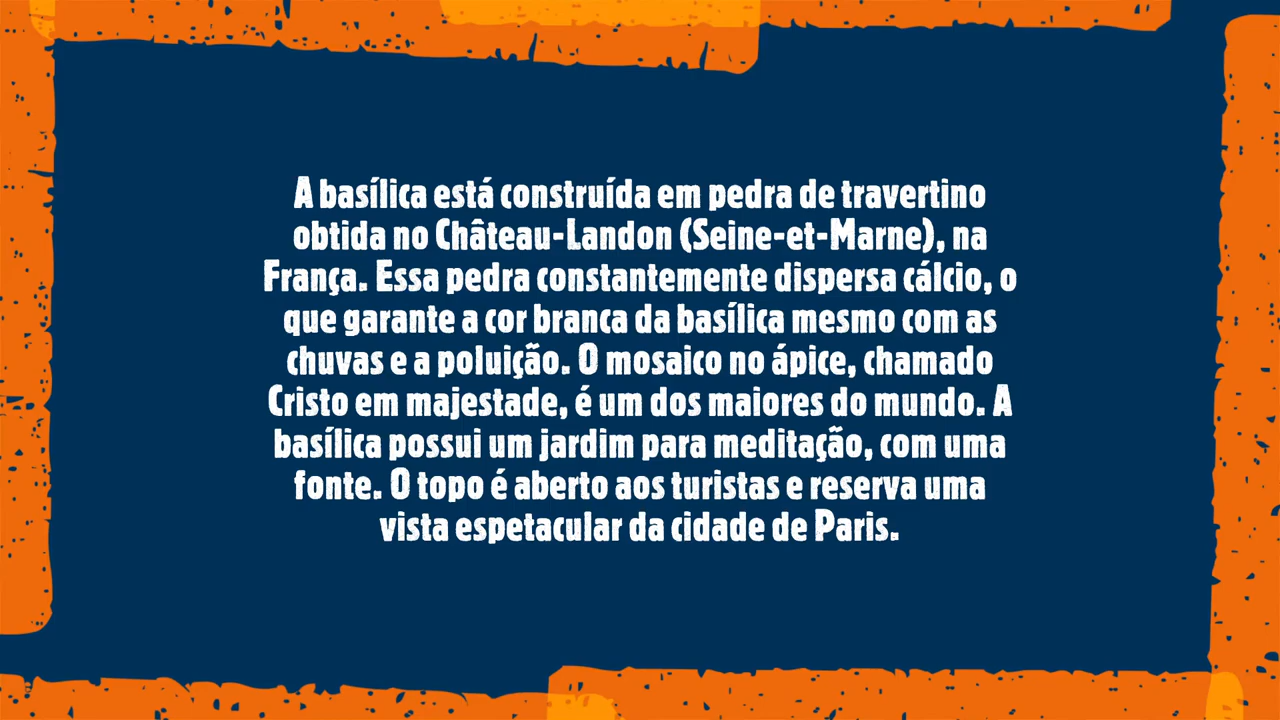 A basílica está construída em pedra de travertino
obtida no Château-Landon (Seine-et-Marne), na
França. Essa pedra constantemente dispersa cálcio, o
que garante a cor branca da basílica mesmo com as
chuvas e a poluição. O mosaico no ápice, chamado
Cristo em majestade, é um dos maiores do mundo. A
basílica possui um jardim para meditação, com uma
fonte. O topo é aberto aos turistas e reserva uma
vista espetacular da cidade de Paris.